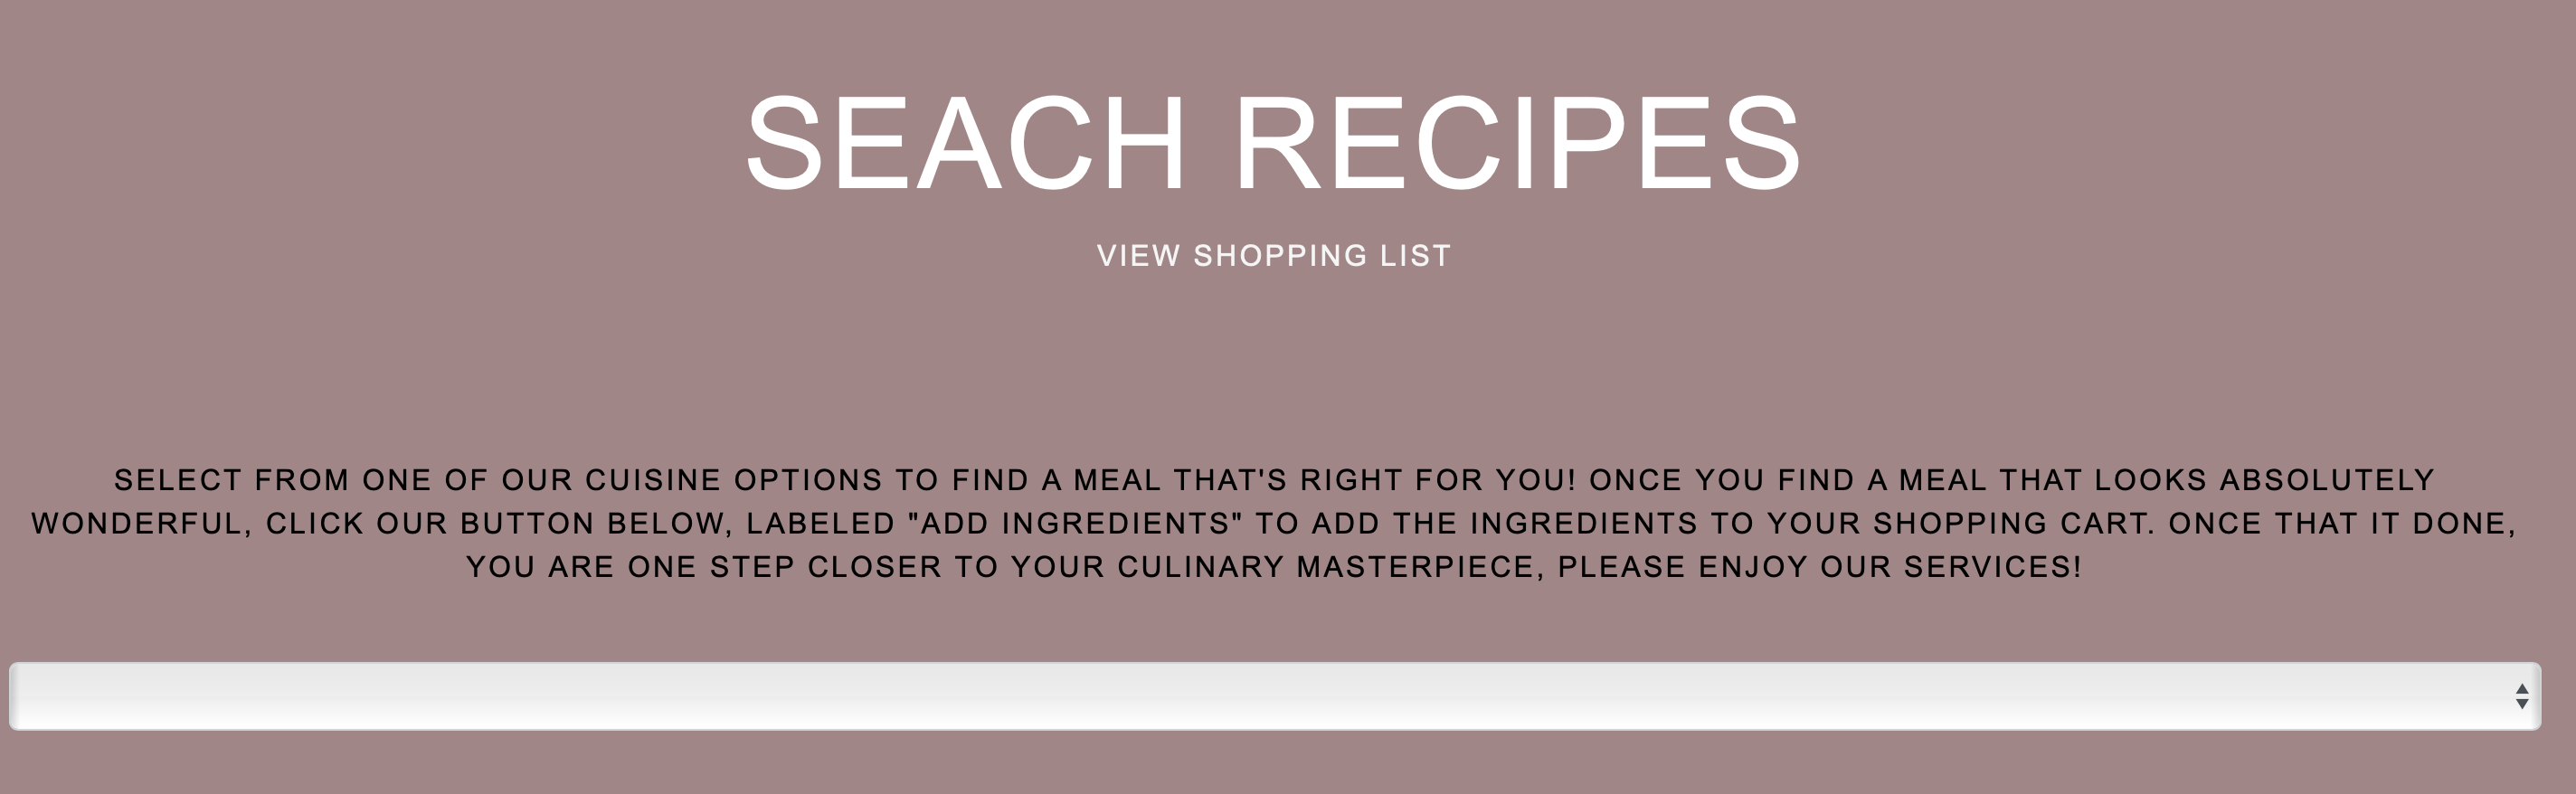 SEACH RECIPES
VIEW SHOPPING LIST
SELECT FROM ONE OF OUR CUISINE OPTIONS TO FIND A MEAL THAT'S RIGHT FOR YOU! ONCE YOU FIND A MEAL THAT LOOKS ABSOLUTELY
WONDERFUL, CLICK OUR BUTTON BELOW, LABELED "ADD INGREDIENTS" TO ADD THE INGREDIENTS TO YOUR SHOPPING CART. ONCE THAT IT DONE,
YOU ARE ONE STEP CLOSER TO YOUR CULINARY MASTERPIECE, PLEASE ENJOY OUR SERVICES!